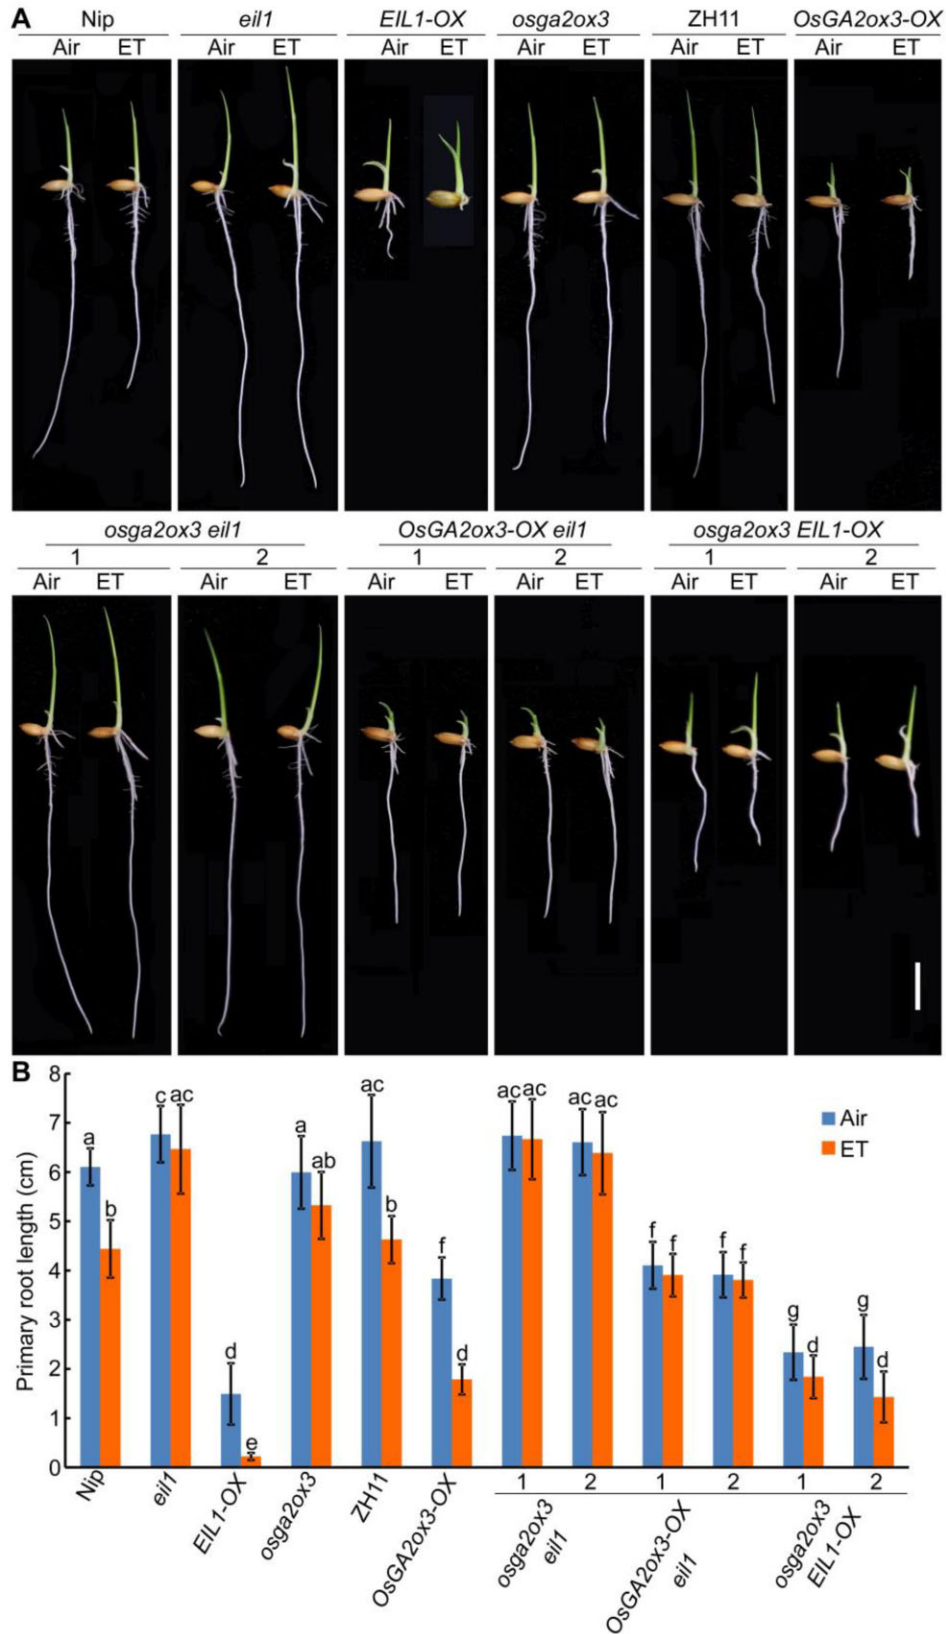 A
Nip eil1 EIL1-OX osga2ox3 ZH11 OsGA2ox3-OX
Air ET Air ET Air ET Air ET Air ET Air ET
osga2ox3 eil1 OsGA2ox3-OX eil1 osga2ox3 EIL1-OX
1 2 1 2 1 2
Air ET Air ET Air ET Air ET Air ET Air ET
B
Primary root length (cm)
8
7
6
5
4
3
2
1
0
a b c ac d e a ab ac b f d ac ac ac ac f f f f g d g d
Air
ET
Nip eil1 EIL1-OX osga2ox3 ZH11 OsGA2ox3-OX
1 2 1 2 1 2
osga2ox3 eil1
OsGA2ox3-OX eil1
osga2ox3 EIL1-OX